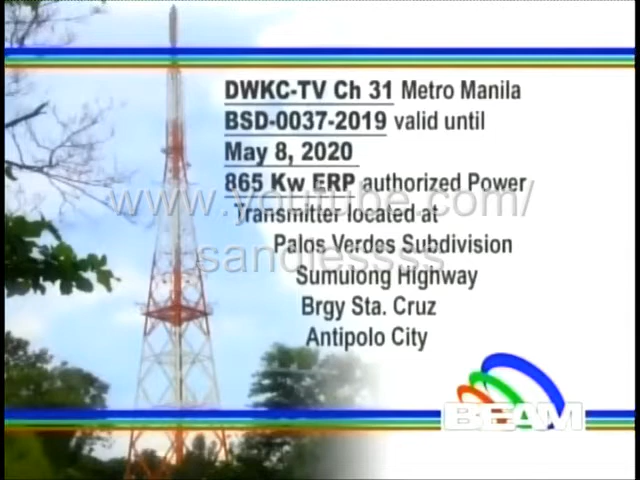 DWKC-TV Ch 31 Metro Manila
BSD-0037-2019 valid until
May 8, 2020
865 Kw ERP authorized Power
www.youtube.com/
Transmitter located at
Palos Verdes Subdivision
sandlessss
Sumulong Highway
Brgy Sta. Cruz
Antipolo City
BEAM